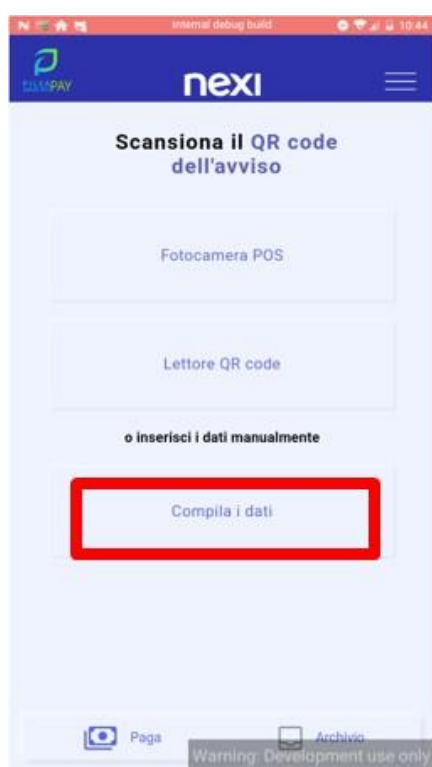 Internal debug build 10:44
PAY nexi
Scansiona il QR code
dell'avviso
Fotocamera POS
Lettore QR code
o inserisci i dati manualmente
Compila i dati
Paga Archivio
Warning: Development use only